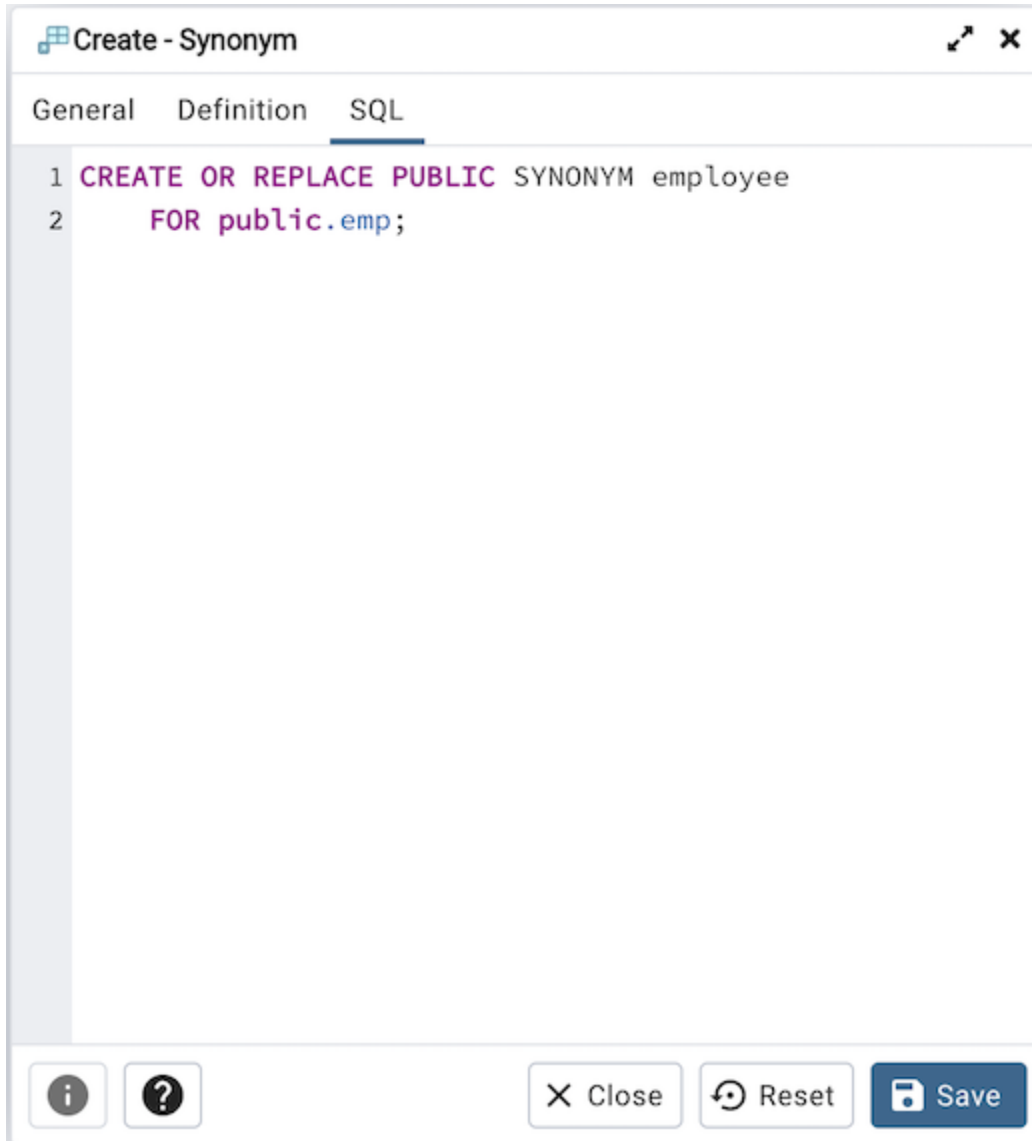 Create - Synonym
General Definition SQL
1 CREATE OR REPLACE PUBLIC SYNONYM employee
2 FOR public.emp;
Close Reset Save